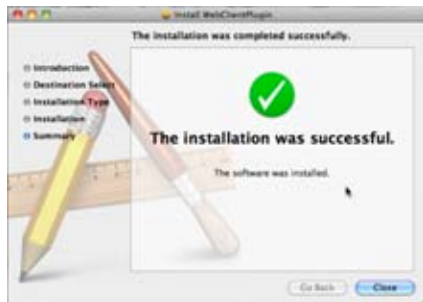 Install WebClientPlugin
The installation was completed successfully.
Introduction
Destination Select
Installation Type
Installation
Summary
The installation was successful.
The software was installed.
Go Back
Close